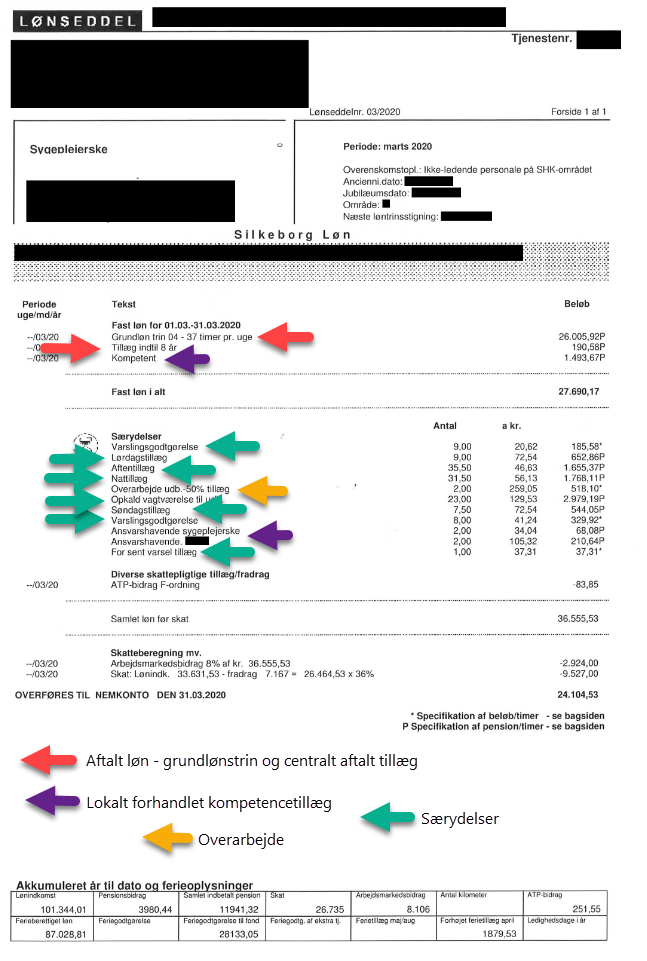 LØNSEDDEL
Tjenestenr.
Lønseddelnr. 03/2020 Forside 1 af 1
Sygeplejerske
Periode: marts 2020
Overenskomstopl.: Ikke-ledende personale på SHK-området
Ancienni.dato:
Jubilæumsdato:
Område:
Næste løntrinsstigning:
Silkeborg Løn
Periode Tekst Beløb
uge/md/år
Fast løn for 01.03.-31.03.2020
--/03/20 Grundløn trin 04 - 37 timer pr. uge 26.005,92P
Tillæg indtil 8 år 190,58P
--/03/20 Kompetent 1.493,67P
Fast løn i alt 27.690,17
Antal a kr.
Særydelser
Varslingsgodtgørelse 9,00 20,62 185,58*
Lørdagstillæg 9,00 72,54 652,86P
Aftentillæg 35,50 46,63 1.655,37P
Nattillæg 31,50 56,13 1.768,11P
Overarbejde udb.-50% tillæg 2,00 259,05 518,10*
Opkald vagtværelse til 23,00 129,53 2.979,19P
Søndagstillæg 7,50 72,54 544,05P
Varslingsgodtgørelse 8,00 41,24 329,92*
Ansvarshavende sygeplejerske 2,00 34,04 68,08P
Ansvarshavende. 2,00 105,32 210,64P
For sent varsel tillæg 1,00 37,31 37,31*
Diverse skattepligtige tillæg/fradrag
--/03/20 ATP-bidrag F-ordning -83,85
Samlet løn før skat 36.555,53
Skatteberegning mv.
--/03/20 Arbejdsmarkedsbidrag 8% af kr. 36.555,53 -2.924,00
--/03/20 Skat: Lønindk. 33.631,53 - fradrag 7.167 = 26.464,53 x 36% -9.527,00
OVERFØRES TIL NEMKONTO DEN 31.03.2020 24.104,53
* Specifikation af beløb/timer - se bagsiden
P Specifikation af pension/timer - se bagsiden
Aftalt løn - grundlønstrin og centralt aftalt tillæg
Lokalt forhandlet kompetencetillæg
Særydelser
Overarbejde
Akkumuleret år til dato og ferieoplysninger
Lønindkomst Pensionsbidrag Samlet indbetalt pension Skat Arbejdsmarkedsbidrag Antal kilometer ATP-bidrag
101.344,01 3980,44 11941,32 26.735 8.106 251,55
Ferieberettiget løn Feriegodtgørelse Feriegodtgørelse til fond Feriegodtg. af ekstra tj. Ferietillæg maj/aug Forhøjet ferietillæg april Ledighedsdage i år
87.028,81 28133,05 1879,53